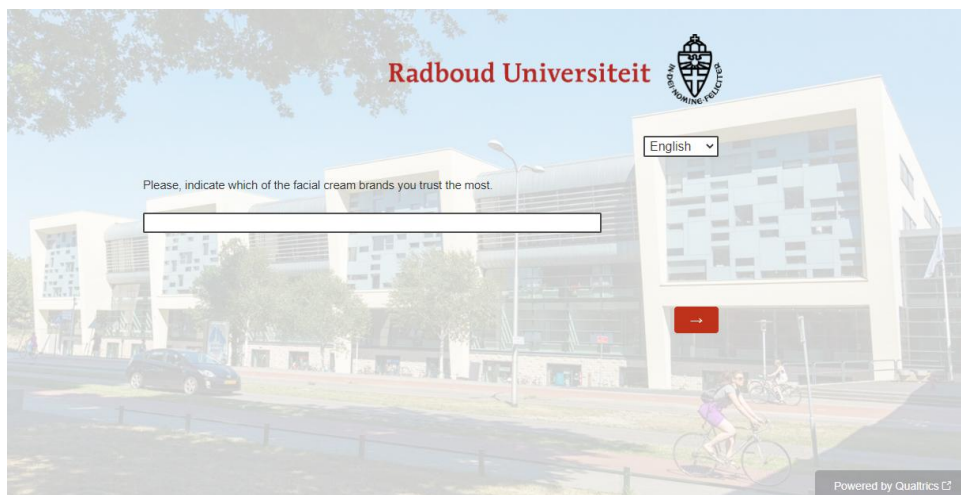 Radboud Universiteit
IN DEI NOMINE FELICITER
English
Please, indicate which of the facial cream brands you trust the most.
→
Powered by Qualtrics